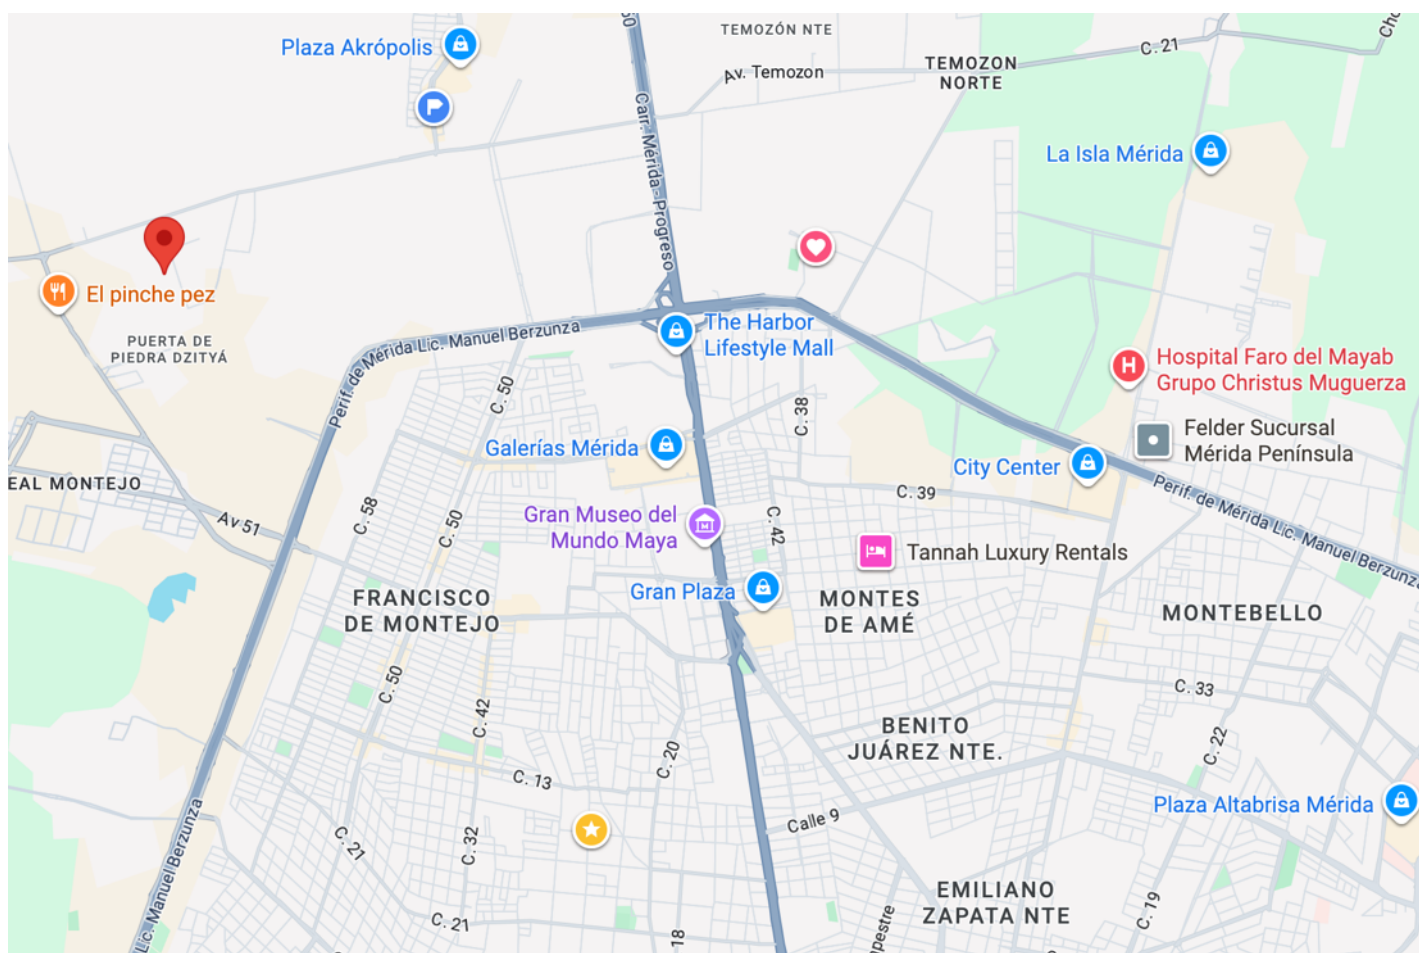 60
TEMOZÓN NTE
C. 21
Plaza Akrópolis
Av. Temozon
TEMOZON
NORTE
Carr. Mérida-Progreso
La Isla Mérida
El pinche pez
PUERTA DE
PIEDRA DZITYÁ
Perif. de Mérida Lic. Manuel Berzunza
The Harbor
Lifestyle Mall
Hospital Faro del Mayab
Grupo Christus Muguerza
H
C. 50
C. 38
Felder Sucursal
Mérida Península
Galerías Mérida
City Center
EAL MONTEJO
C. 39
Perif. de Mérida Lic. Manuel Berzunza
C. 58
C. 50
Av 51
Gran Museo del
Mundo Maya
C. 42
Tannah Luxury Rentals
FRANCISCO
DE MONTEJO
Gran Plaza
MONTES
DE AMÉ
MONTEBELLO
C. 50
C. 33
C. 42
BENITO
JUÁREZ NTE.
C. 22
C. 20
C. 13
Plaza Altabrisa Mérida
Calle 9
C. 21
C. 32
Lic. Manuel Berzunza
EMILIANO
ZAPATA NTE
C. 19
C. 21
18
pestre